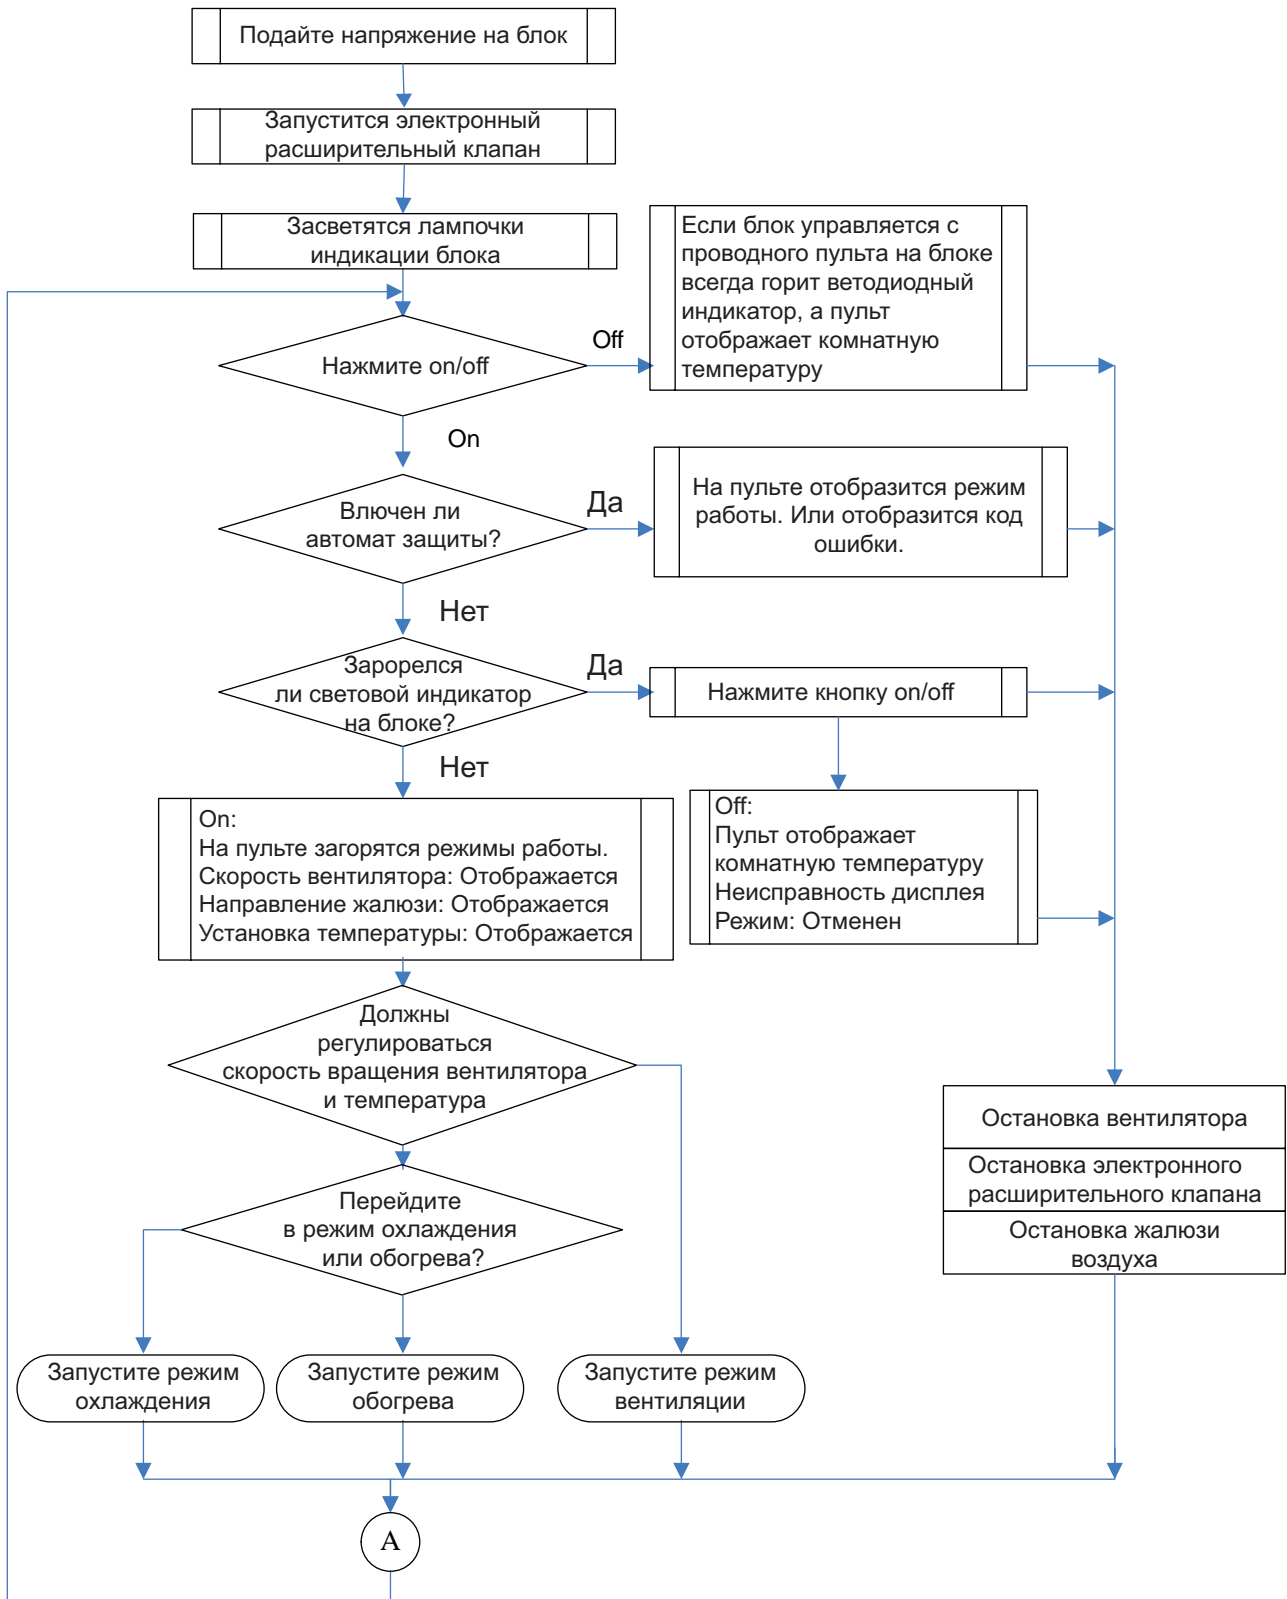 Подайте напряжение на блок
Запустится электронный
расширительный клапан
Засветятся лампочки
индикации блока
Если блок управляется с
проводного пульта на блоке
всегда горит ветодиодный
индикатор, а пульт
отображает комнатную
температуру
Off
Нажмите on/off
On
Влючен ли
автомат защиты?
Да
На пульте отобразится режим
работы. Или отобразится код
ошибки.
Нет
Зарорелся
ли световой индикатор
на блоке?
Да
Нажмите кнопку on/off
Нет
On:
На пульте загорятся режимы работы.
Скорость вентилятора: Отображается
Направление жалюзи: Отображается
Установка температуры: Отображается
Off:
Пульт отображает
комнатную температуру
Неисправность дисплея
Режим: Отменен
Должны
регулироваться
скорость вращения вентилятора
и температура
Остановка вентилятора
Остановка электронного
расширительного клапана
Остановка жалюзи
воздуха
Перейдите
в режим охлаждения
или обогрева?
Запустите режим
охлаждения
Запустите режим
обогрева
Запустите режим
вентиляции
A